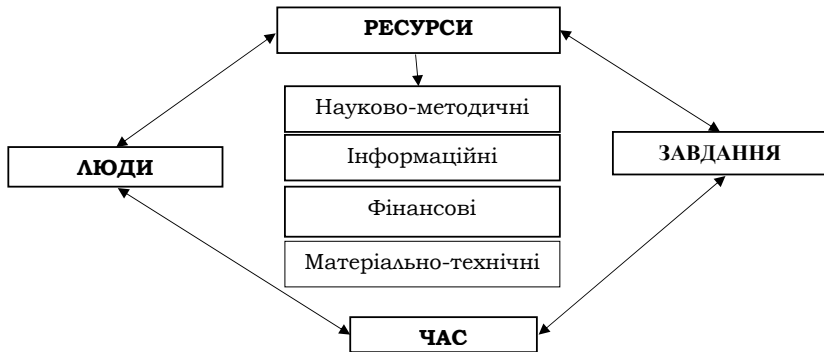 РЕСУРСИ
Науково-методичні
ЛЮДИ
Інформаційні
ЗАВДАННЯ
Фінансові
Матеріально-технічні
ЧАС